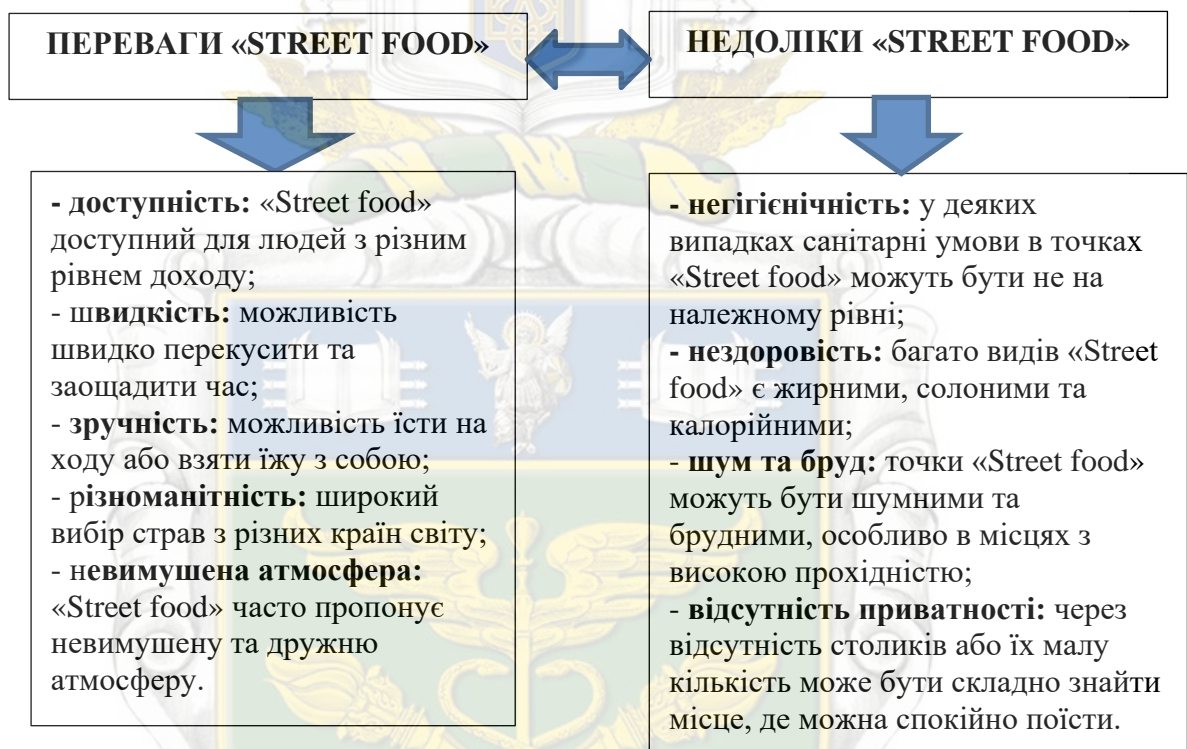 ПЕРЕВАГИ «STREET FOOD»
НЕДОЛІКИ «STREET FOOD»
- доступність: «Street food»
доступний для людей з різним
рівнем доходу;
- швидкість: можливість
швидко перекусити та
заощадити час;
- зручність: можливість їсти на
ходу або взяти їжу з собою;
- різноманітність: широкий
вибір страв з різних країн світу;
- невимушена атмосфера:
«Street food» часто пропонує
невимушену та дружню
атмосферу.
- негігієнічність: у деяких
випадках санітарні умови в точках
«Street food» можуть бути не на
належному рівні;
- нездоровість: багато видів «Street
food» є жирними, солоними та
калорійними;
- шум та бруд: точки «Street food»
можуть бути шумними та
брудними, особливо в місцях з
високою прохідністю;
- відсутність приватності: через
відсутність столиків або їх малу
кількість може бути складно знайти
місце, де можна спокійно поїсти.